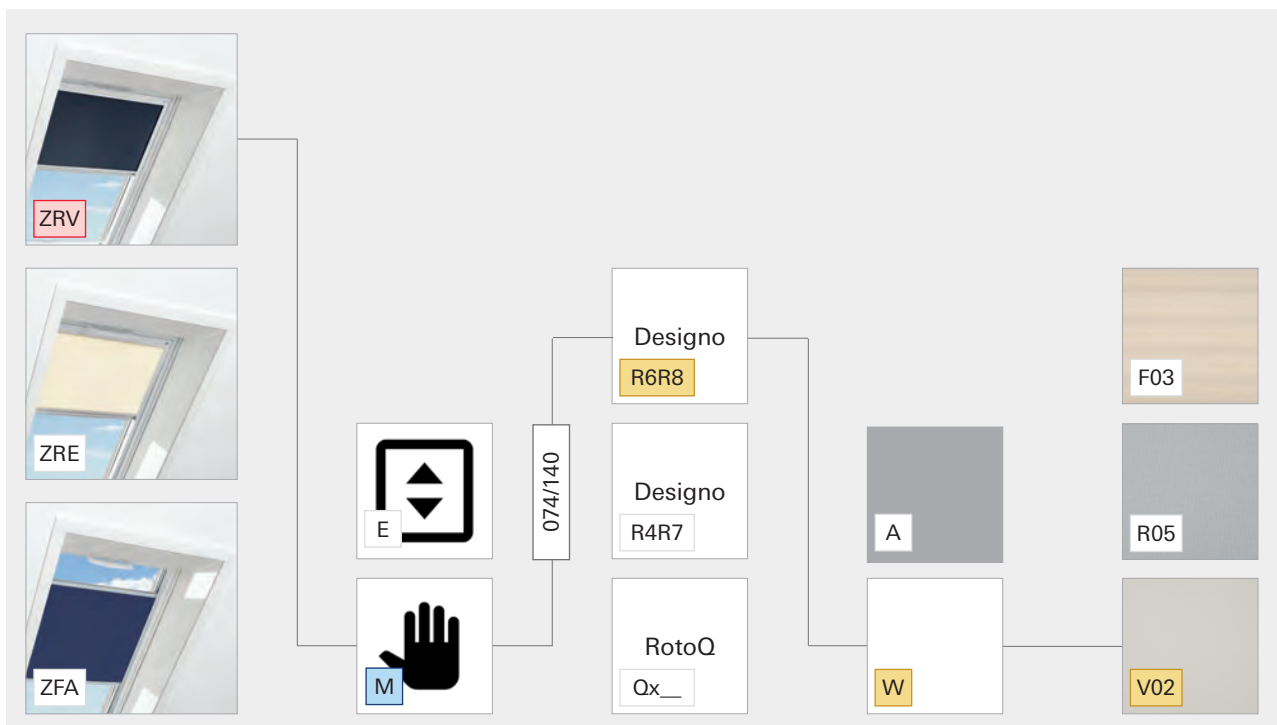 ZRV
ZRE
ZFA
E
M
074/140
Designo
R6R8
Designo
R4R7
RotoQ
Qx__
A
W
F03
R05
V02